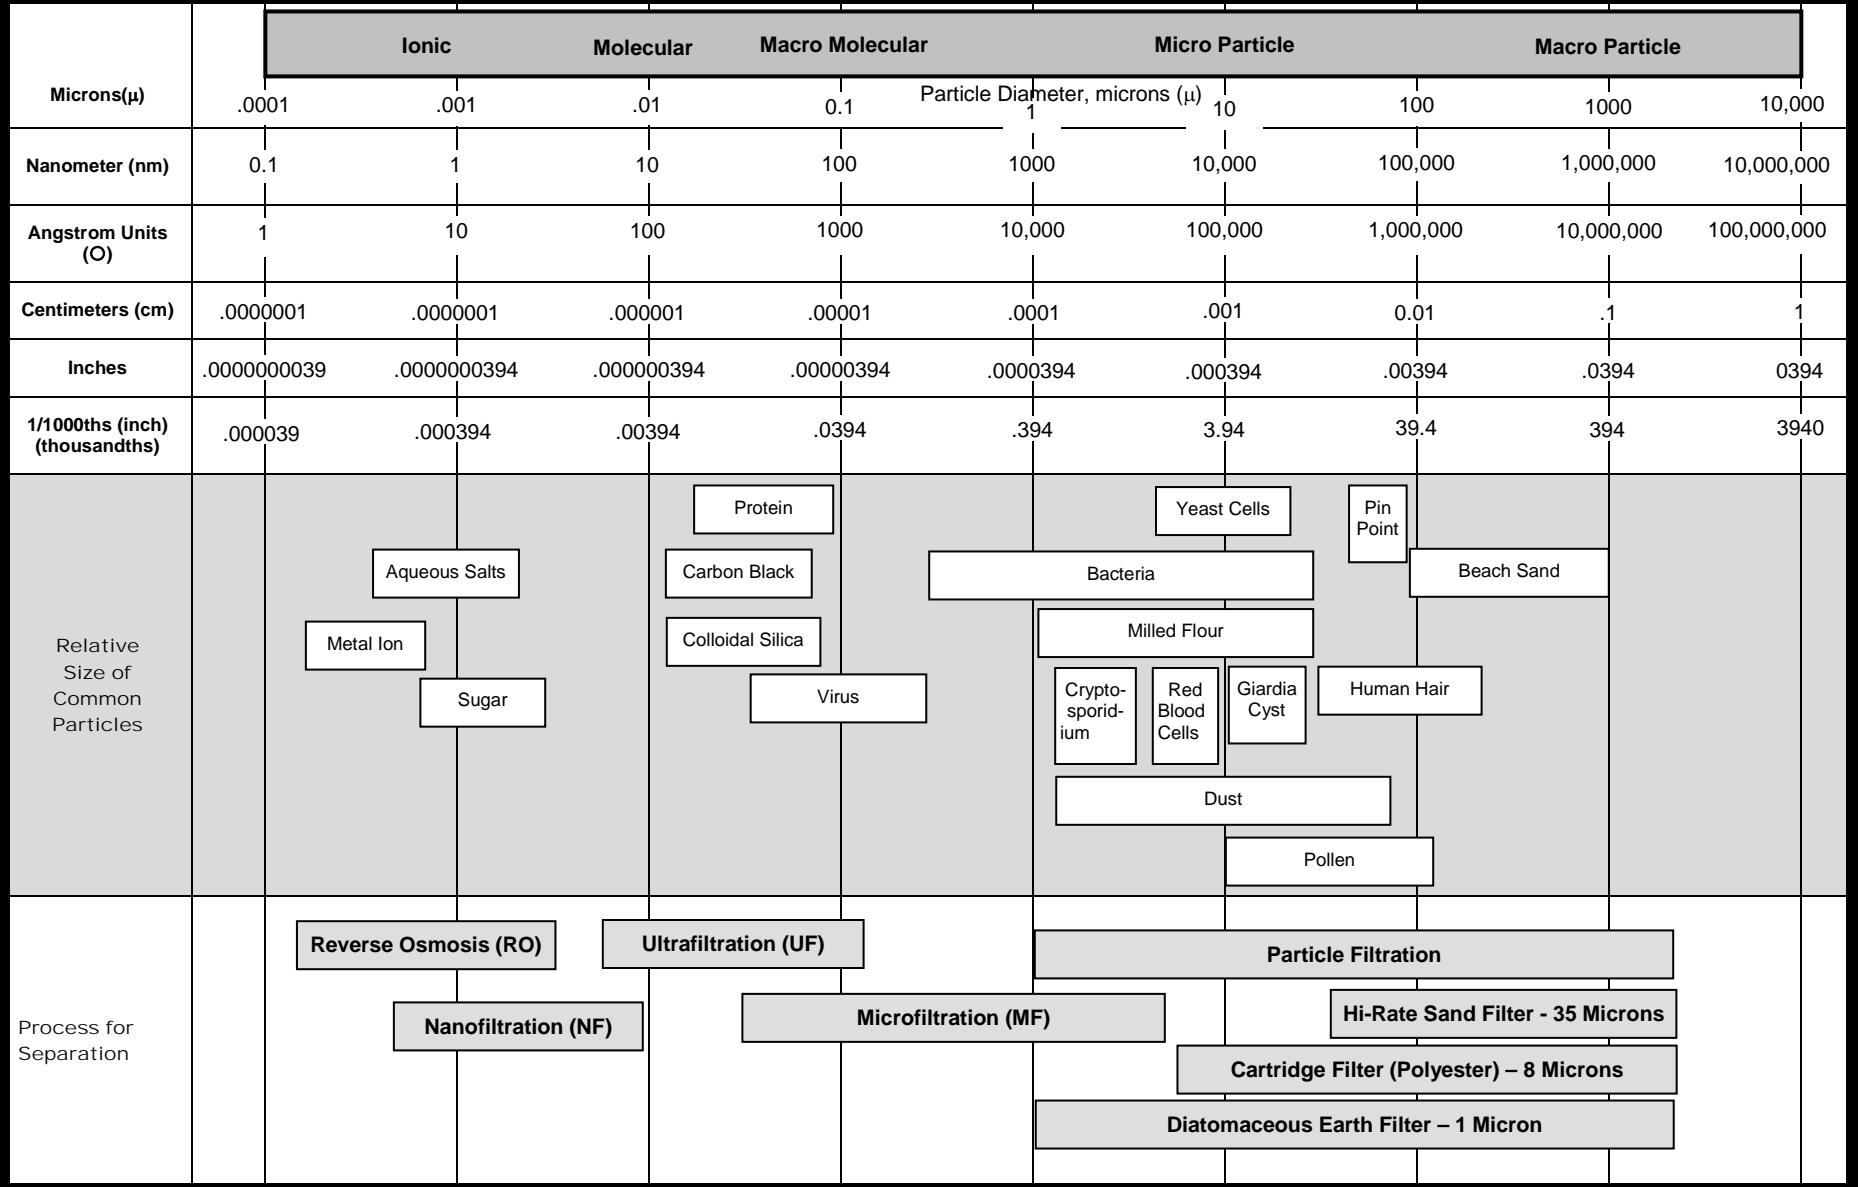 Ionic Molecular Macro Molecular Micro Particle Macro Particle
Microns(μ) Particle Diameter, microns (μ)
.0001 .001 .01 0.1 1 10 100 1000 10,000
Nanometer (nm) 0.1 1 10 100 1000 10,000 100,000 1,000,000 10,000,000
Angstrom Units
(O)
1 10 100 1000 10,000 100,000 1,000,000 10,000,000 100,000,000
Centimeters (cm) .0000001 .0000001 .000001 .00001 .0001 .001 0.01 .1 1
Inches .0000000039 .0000000394 .000000394 .00000394 .0000394 .000394 .00394 .0394 0394
1/1000ths (inch)
(thousandths)
.000039 .000394 .00394 .0394 .394 3.94 39.4 394 3940
Relative
Size of
Common
Particles
Protein
Yeast Cells
Pin
Point
Aqueous Salts
Carbon Black
Bacteria
Beach Sand
Metal Ion
Colloidal Silica
Milled Flour
Sugar
Virus
Crypto-
sporid-
ium
Red
Blood
Cells
Giardia
Cyst
Human Hair
Dust
Pollen
Process for
Separation
Reverse Osmosis (RO)
Ultrafiltration (UF)
Particle Filtration
Nanofiltration (NF)
Microfiltration (MF)
Hi-Rate Sand Filter - 35 Microns
Cartridge Filter (Polyester) – 8 Microns
Diatomaceous Earth Filter – 1 Micron